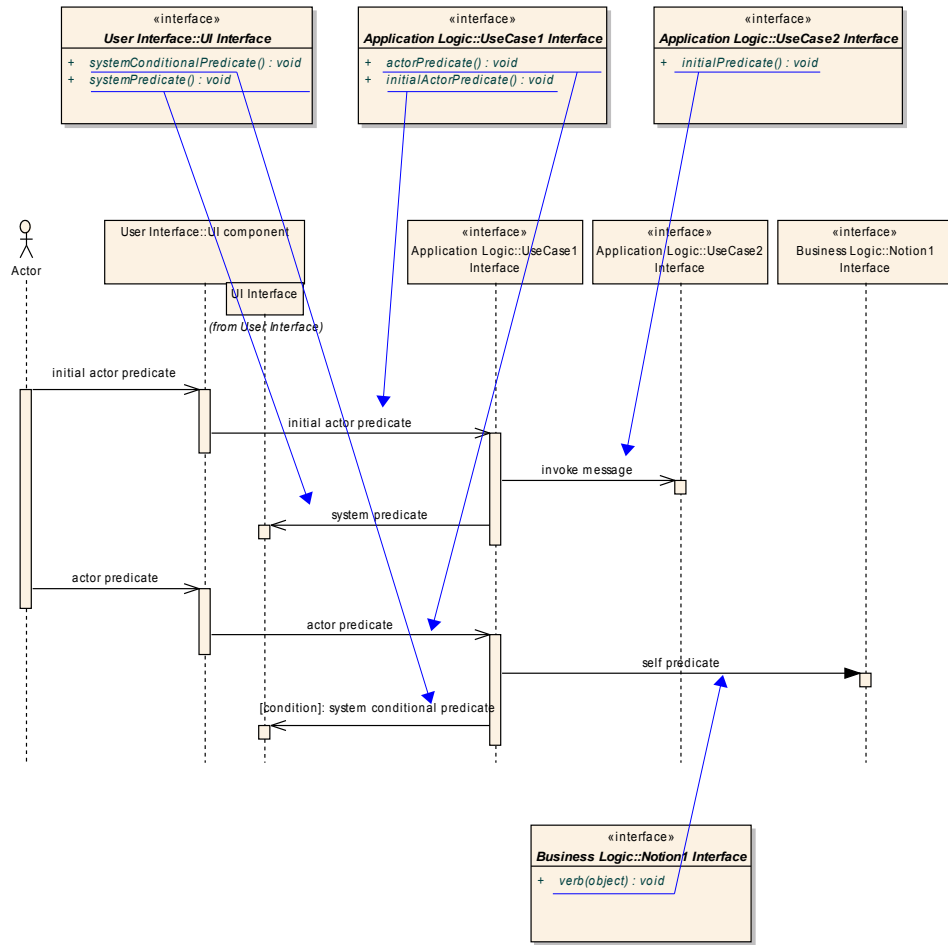 «interface»
User Interface::UI Interface
+ systemConditionalPredicate() : void
+ systemPredicate() : void
«interface»
Application Logic::UseCase1 Interface
+ actorPredicate() : void
+ initialActorPredicate() : void
«interface»
Application Logic::UseCase2 Interface
+ initialPredicate() : void
Actor
User Interface::UI component
UI Interface
(from User Interface)
«interface»
Application Logic::UseCase1
Interface
«interface»
Application Logic::UseCase2
Interface
«interface»
Business Logic::Notion1
Interface
initial actor predicate
initial actor predicate
invoke message
system predicate
actor predicate
actor predicate
self predicate
[condition]: system conditional predicate
«interface»
Business Logic::Notion1 Interface
+ verb(object) : void